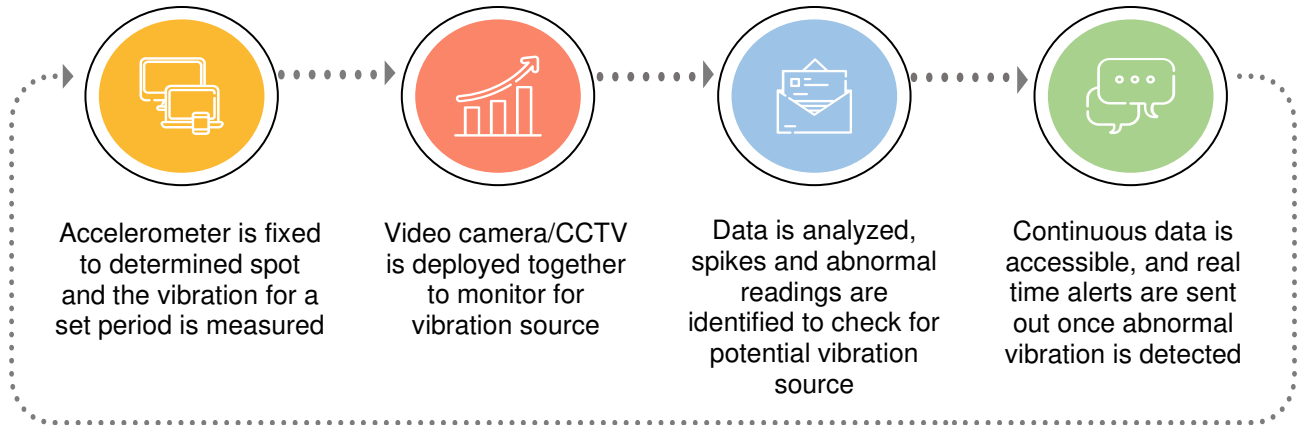 Accelerometer is fixed
to determined spot
and the vibration for a
set period is measured
Video camera/CCTV
is deployed together
to monitor for
vibration source
Data is analyzed,
spikes and abnormal
readings are
identified to check for
potential vibration
source
Continuous data is
accessible, and real
time alerts are sent
out once abnormal
vibration is detected